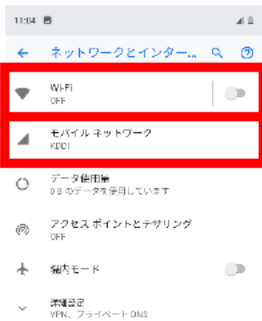 11:04
ネットワークとインター...
Wi-Fi
OFF
モバイル ネットワーク
KDDI
データ使用量
0 B のデータを使用しています
アクセス ポイントとテザリング
OFF
機内モード
詳細設定
VPN、プライベート DNS